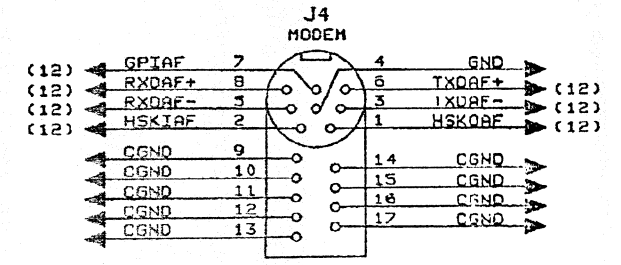 J4
MODEM
(12) GPIAF 7 4 GND
(12) RXDAF+ 8 6 TXDAF+ (12)
(12) RXDAF- 5 3 TXDAF- (12)
(12) HSKIAF 2 1 HSKOAF (12)
CGND 9
CGND 10 14 CGND
CGND 11 15 CGND
CGND 12 16 CGND
CGND 13 17 CGND